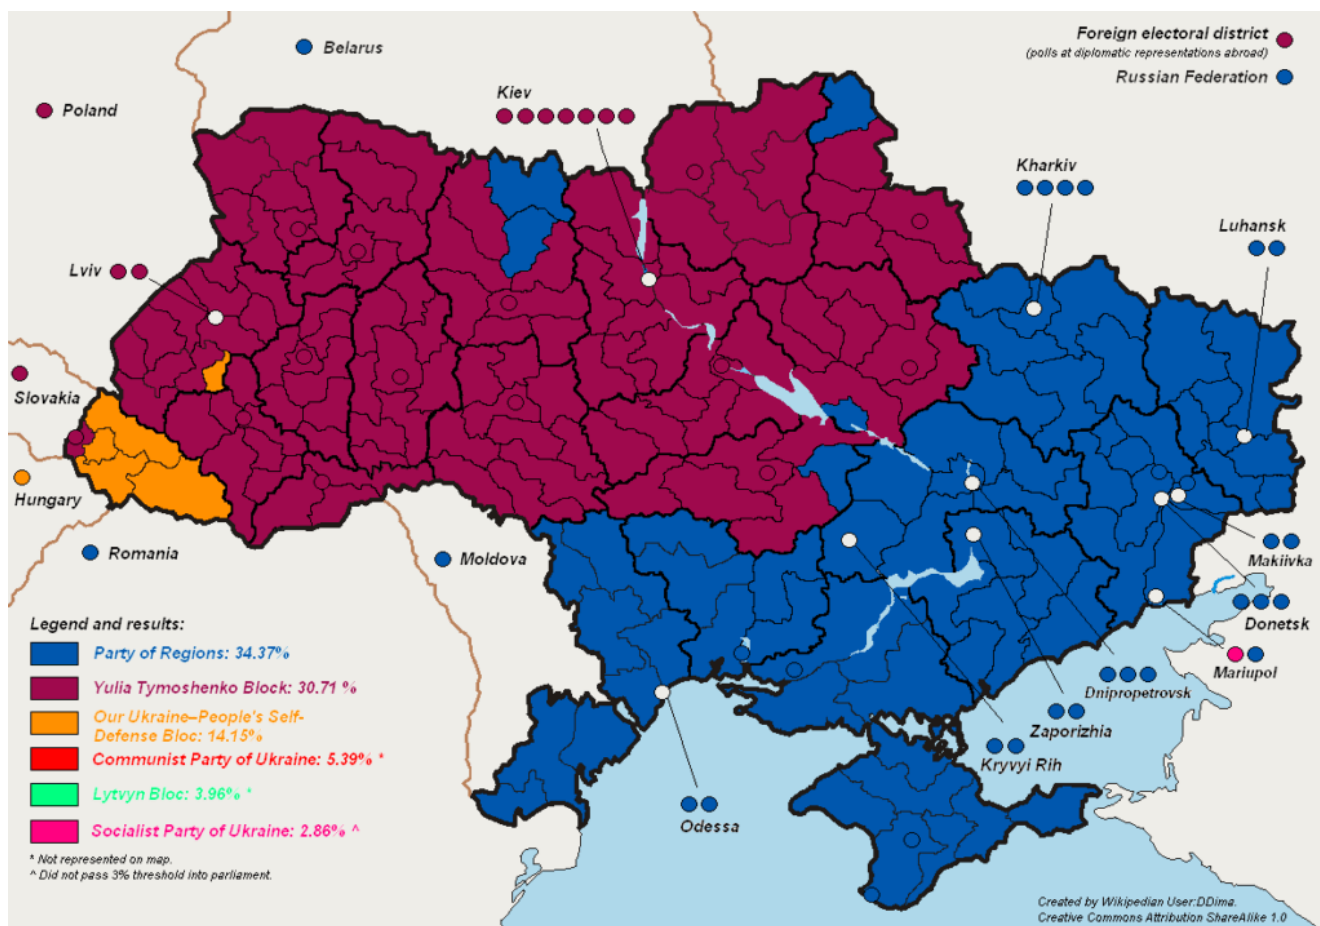 Foreign electoral district
(polls at diplomatic representations abroad)
Russian Federation
Belarus
Poland
Kiev
Kharkiv
Luhansk
Lviv
Slovakia
Hungary
Romania
Moldova
Makiivka
Donetsk
Mariupol
Dnipropetrovsk
Zaporizhia
Kryvyi Rih
Odessa
Legend and results:
Party of Regions: 34.37%
Yulia Tymoshenko Block: 30.71 %
Our Ukraine–People's Self-
Defense Bloc: 14.15%
Communist Party of Ukraine: 5.39% *
Lytvyn Bloc: 3.96% *
Socialist Party of Ukraine: 2.86% ^
* Not represented on map.
^ Did not pass 3% threshold into parliament.
Created by Wikipedian User:DDima.
Creative Commons Attribution ShareAlike 1.0